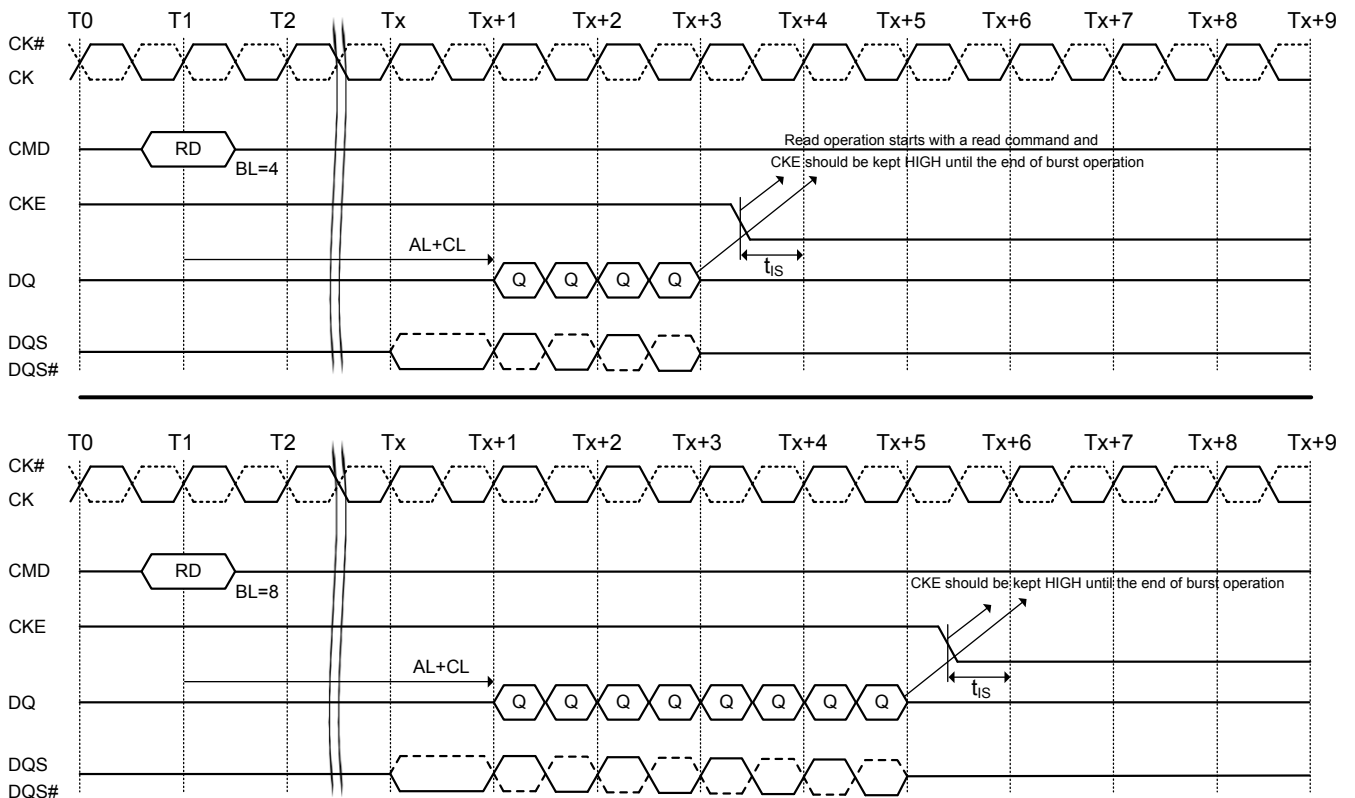 T0 T1 T2 Tx Tx+1 Tx+2 Tx+3 Tx+4 Tx+5 Tx+6 Tx+7 Tx+8 Tx+9
CK#
CK
CMD RD BL=4
Read operation starts with a read command and
CKE should be kept HIGH until the end of burst operation
CKE
AL+CL
tIS
DQ Q Q Q Q
DQS
DQS#
T0 T1 T2 Tx Tx+1 Tx+2 Tx+3 Tx+4 Tx+5 Tx+6 Tx+7 Tx+8 Tx+9
CK#
CK
CMD RD BL=8
CKE should be kept HIGH until the end of burst operation
CKE
AL+CL
tIS
DQ Q Q Q Q Q Q Q Q
DQS
DQS#